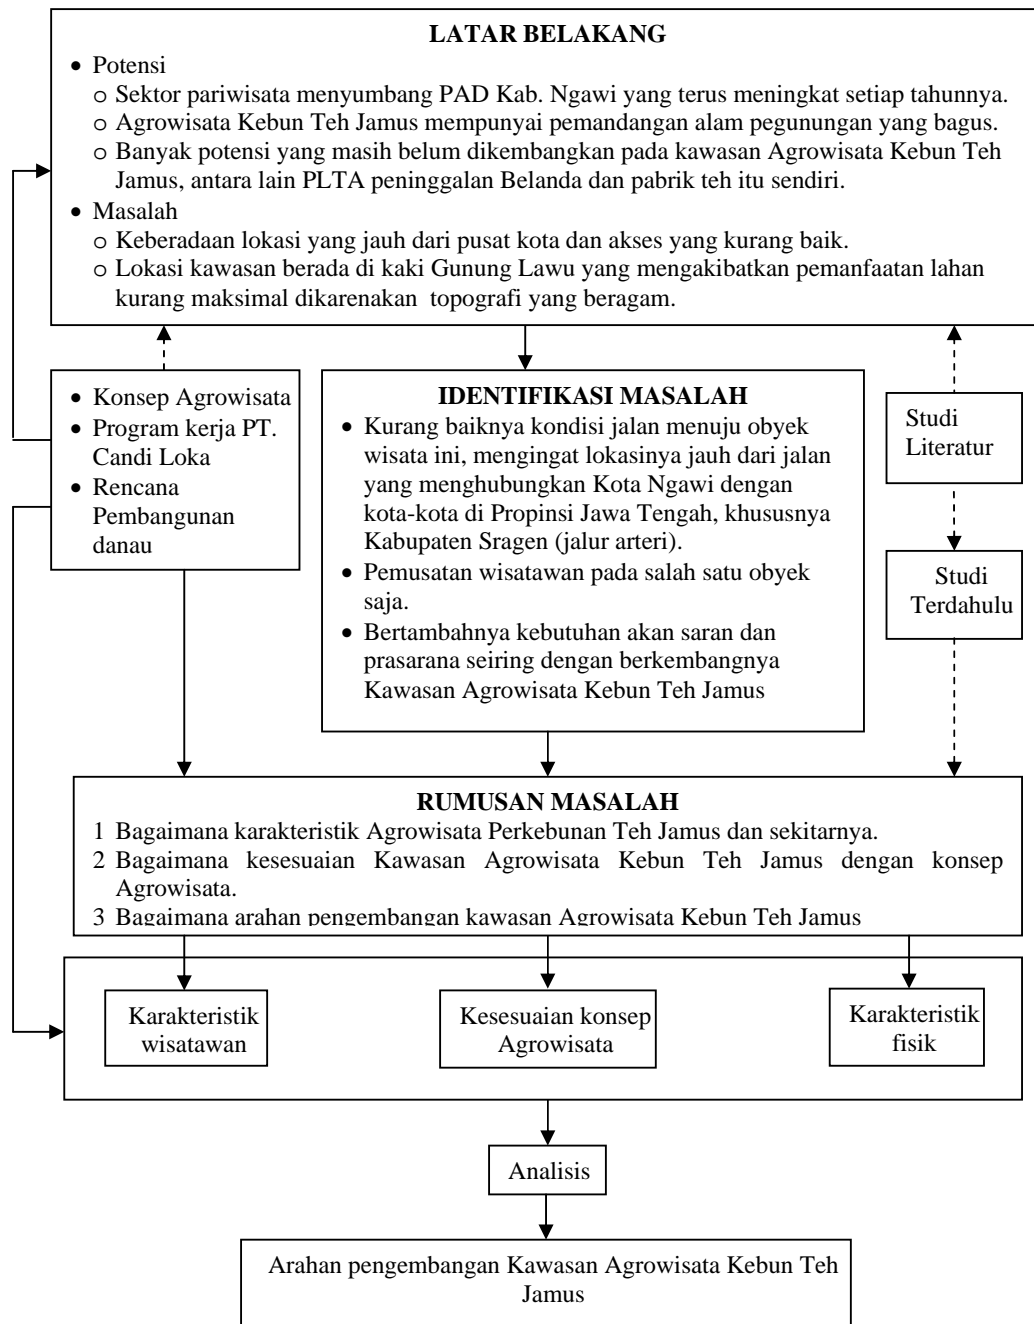 LATAR BELAKANG
• Potensi
o Sektor pariwisata menyumbang PAD Kab. Ngawi yang terus meningkat setiap tahunnya.
o Agrowisata Kebun Teh Jamus mempunyai pemandangan alam pegunungan yang bagus.
o Banyak potensi yang masih belum dikembangkan pada kawasan Agrowisata Kebun Teh
Jamus, antara lain PLTA peninggalan Belanda dan pabrik teh itu sendiri.
• Masalah
o Keberadaan lokasi yang jauh dari pusat kota dan akses yang kurang baik.
o Lokasi kawasan berada di kaki Gunung Lawu yang mengakibatkan pemanfaatan lahan
kurang maksimal dikarenakan topografi yang beragam.
• Konsep Agrowisata
• Program kerja PT.
Candi Loka
• Rencana
Pembangunan
danau
IDENTIFIKASI MASALAH
• Kurang baiknya kondisi jalan menuju obyek
wisata ini, mengingat lokasinya jauh dari jalan
yang menghubungkan Kota Ngawi dengan
kota-kota di Propinsi Jawa Tengah, khususnya
Kabupaten Sragen (jalur arteri).
• Pemusatan wisatawan pada salah satu obyek
saja.
• Bertambahnya kebutuhan akan saran dan
prasarana seiring dengan berkembangnya
Kawasan Agrowisata Kebun Teh Jamus
Studi
Literatur
Studi
Terdahulu
RUMUSAN MASALAH
1 Bagaimana karakteristik Agrowisata Perkebunan Teh Jamus dan sekitarnya.
2 Bagaimana kesesuaian Kawasan Agrowisata Kebun Teh Jamus dengan konsep
Agrowisata.
3 Bagaimana arahan pengembangan kawasan Agrowisata Kebun Teh Jamus
Karakteristik
wisatawan
Kesesuaian konsep
Agrowisata
Karakteristik
fisik
Analisis
Arahan pengembangan Kawasan Agrowisata Kebun Teh
Jamus